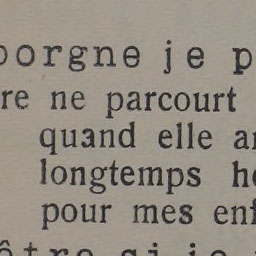 borgne je p
re ne parcourt
quand elle a
longtemps h
pour mes enf
être si je